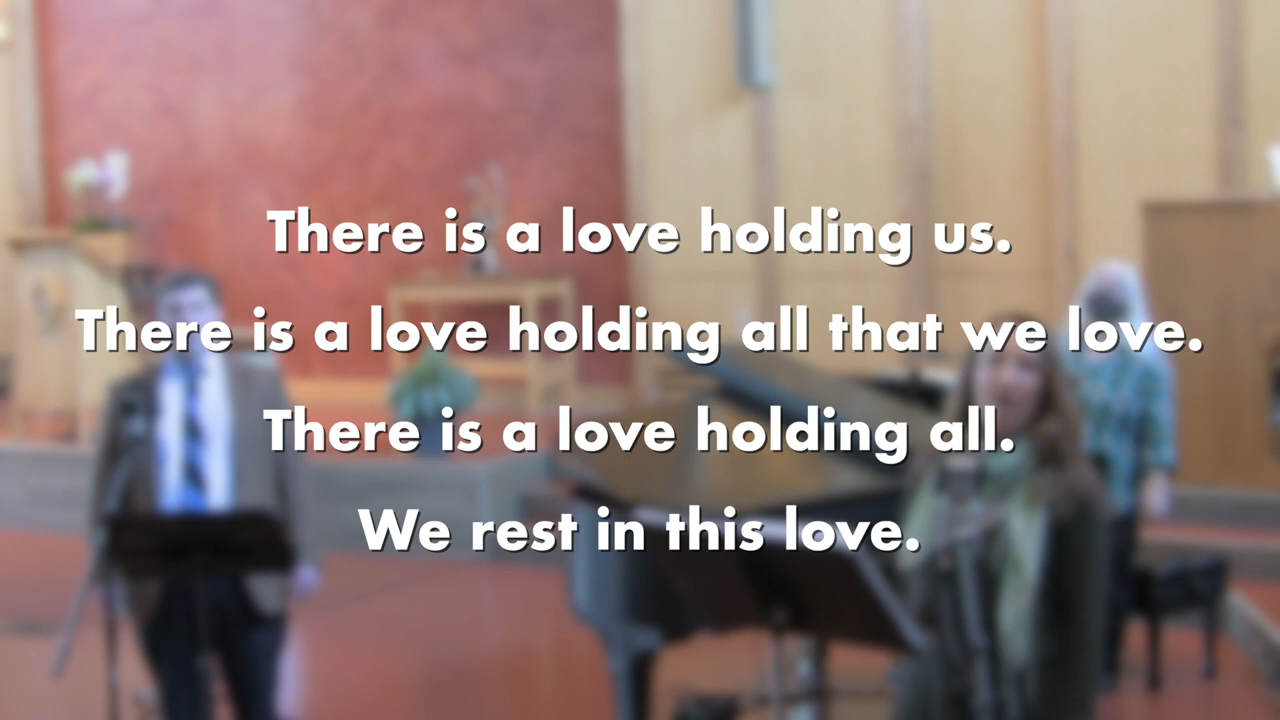 There is a love holding us.
There is a love holding all that we love.
There is a love holding all.
We rest in this love.